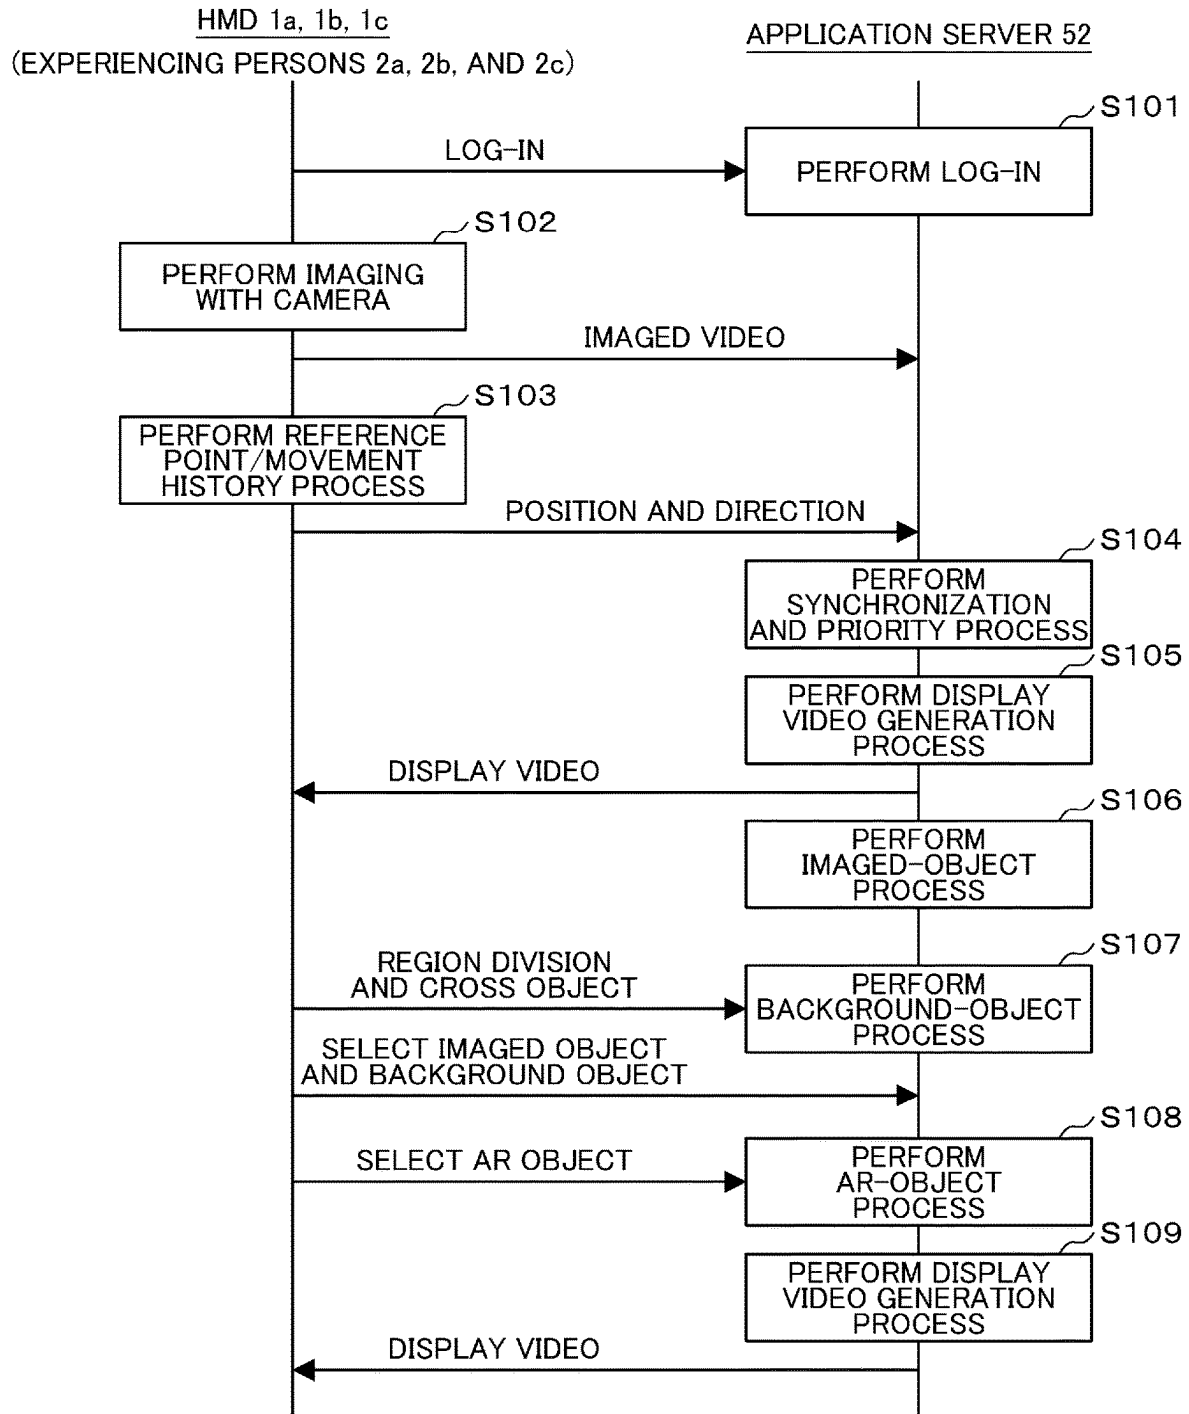 HMD 1a, 1b, 1c
(EXPERIENCING PERSONS 2a, 2b, AND 2c)
APPLICATION SERVER 52
S101
LOG-IN
PERFORM LOG-IN
S102
PERFORM IMAGING
WITH CAMERA
IMAGED VIDEO
S103
PERFORM REFERENCE
POINT/MOVEMENT
HISTORY PROCESS
POSITION AND DIRECTION
S104
PERFORM
SYNCHRONIZATION
AND PRIORITY PROCESS
S105
PERFORM DISPLAY
VIDEO GENERATION
PROCESS
DISPLAY VIDEO
S106
PERFORM
IMAGED-OBJECT
PROCESS
S107
REGION DIVISION
AND CROSS OBJECT
PERFORM
BACKGROUND-OBJECT
PROCESS
SELECT IMAGED OBJECT
AND BACKGROUND OBJECT
S108
SELECT AR OBJECT
PERFORM
AR-OBJECT
PROCESS
S109
PERFORM DISPLAY
VIDEO GENERATION
PROCESS
DISPLAY VIDEO